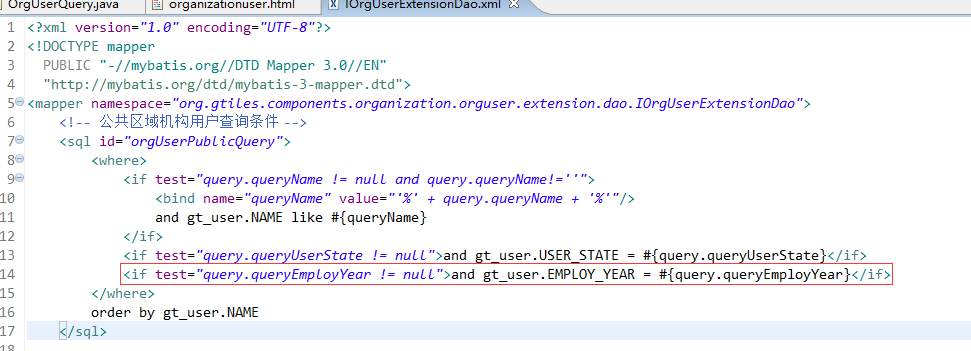 OrgUserQuery.java organizationuser.html IOrgUserExtensionDao.xml
1 <?xml version="1.0" encoding="UTF-8"?>
2 <!DOCTYPE mapper
3 PUBLIC "-//mybatis.org//DTD Mapper 3.0//EN"
4 "http://mybatis.org/dtd/mybatis-3-mapper.dtd">
5 <mapper namespace="org.gtiles.components.organization.orguser.extension.dao.IOrgUserExtensionDao">
6 <!-- 公共区域机构用户查询条件 -->
7 <sql id="orgUserPublicQuery">
8 <where>
9 <if test="query.queryName != null and query.queryName!=''">
10 <bind name="queryName" value="'%' + query.queryName + '%'"/>
11 and gt_user.NAME like #{queryName}
12 </if>
13 <if test="query.queryUserState != null">and gt_user.USER_STATE = #{query.queryUserState}</if>
14 <if test="query.queryEmployYear != null">and gt_user.EMPLOY_YEAR = #{query.queryEmployYear}</if>
15 </where>
16 order by gt_user.NAME
17 </sql>
18